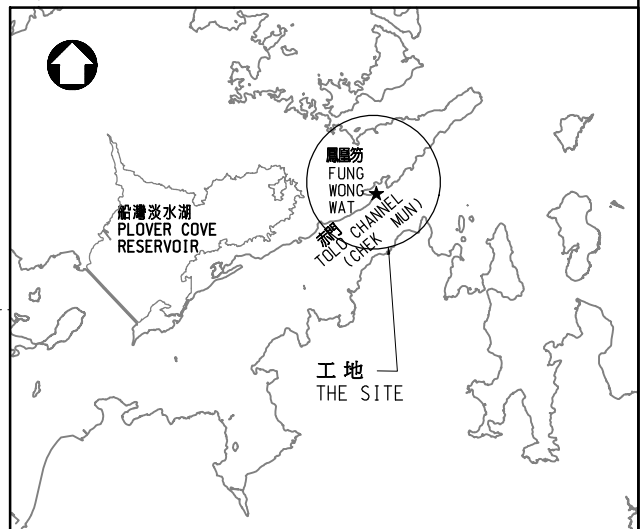 鳳凰笏
FUNG
WONG
WAT
船灣淡水湖
PLOVER COVE
RESERVOIR
赤門
TOLO CHANNEL
(CHEK MUN)
工地
THE SITE